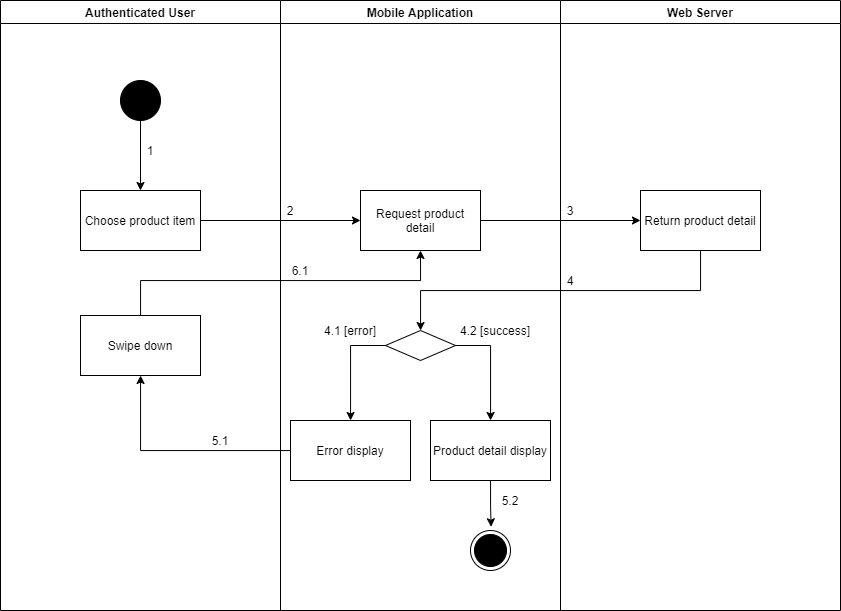 Authenticated User
Mobile Application
Web Server
1
Choose product item
2
Request product
detail
3
Return product detail
6.1
4
Swipe down
4.1 [error]
4.2 [success]
5.1
Error display
Product detail display
5.2